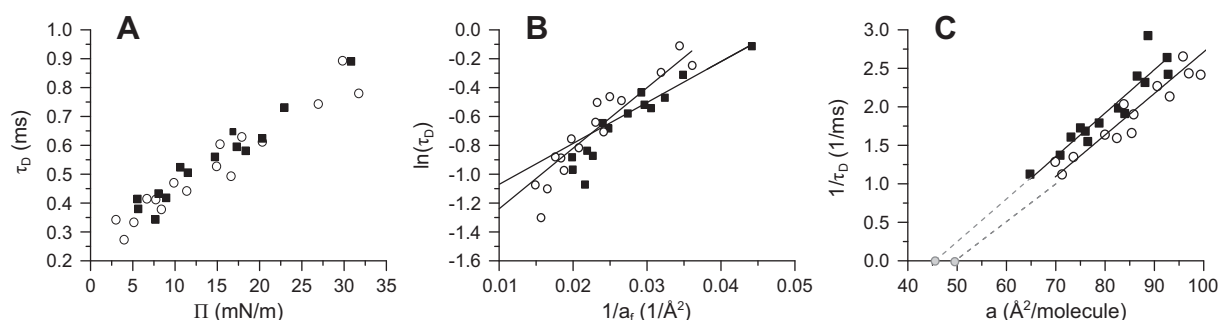 A
1.0
0.9
0.8
0.7
0.6
0.5
0.4
0.3
0.2
τD (ms)
0 5 10 15 20 25 30 35
Π (mN/m)
B
0.0
-0.2
-0.4
-0.6
-0.8
-1.0
-1.2
-1.4
-1.6
ln(τD)
0.01 0.02 0.03 0.04 0.05
1/af (1/Å²)
C
3.0
2.5
2.0
1.5
1.0
0.5
0.0
1/τD (1/ms)
40 50 60 70 80 90 100
a (Å²/molecule)